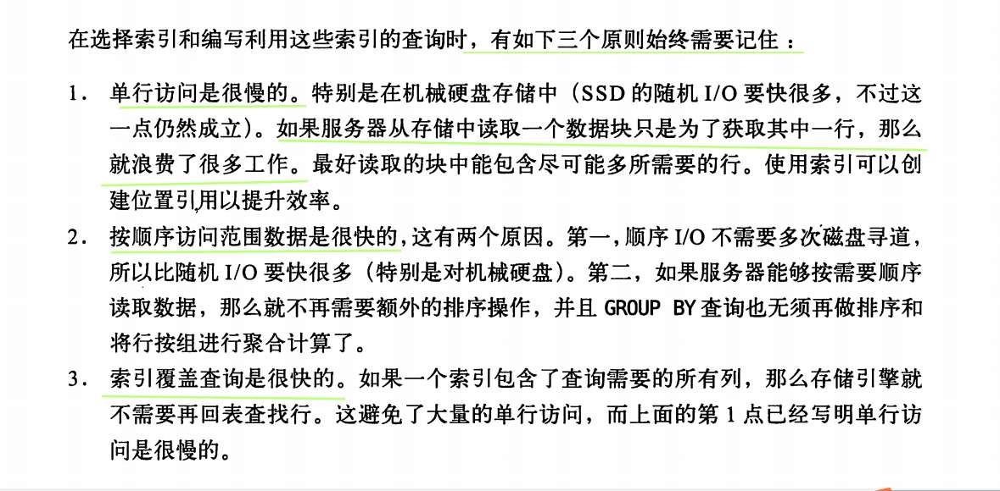 在选择索引和编写利用这些索引的查询时，有如下三个原则始终需要记住：
1. 单行访问是很慢的。特别是在机械硬盘存储中（SSD 的随机 I/O 要快很多，不过这
一点仍然成立）。如果服务器从存储中读取一个数据块只是为了获取其中一行，那么
就浪费了很多工作。最好读取的块中能包含尽可能多所需要的行。使用索引可以创
建位置引用以提升效率。
2. 按顺序访问范围数据是很快的，这有两个原因。第一，顺序 I/O 不需要多次磁盘寻道，
所以比随机 I/O 要快很多（特别是对机械硬盘）。第二，如果服务器能够按需要顺序
读取数据，那么就不再需要额外的排序操作，并且 GROUP BY 查询也无须再做排序和
将行按组进行聚合计算了。
3. 索引覆盖查询是很快的。如果一个索引包含了查询需要的所有列，那么存储引擎就
不需要再回表查找行。这避免了大量的单行访问，而上面的第 1 点已经写明单行访
问是很慢的。